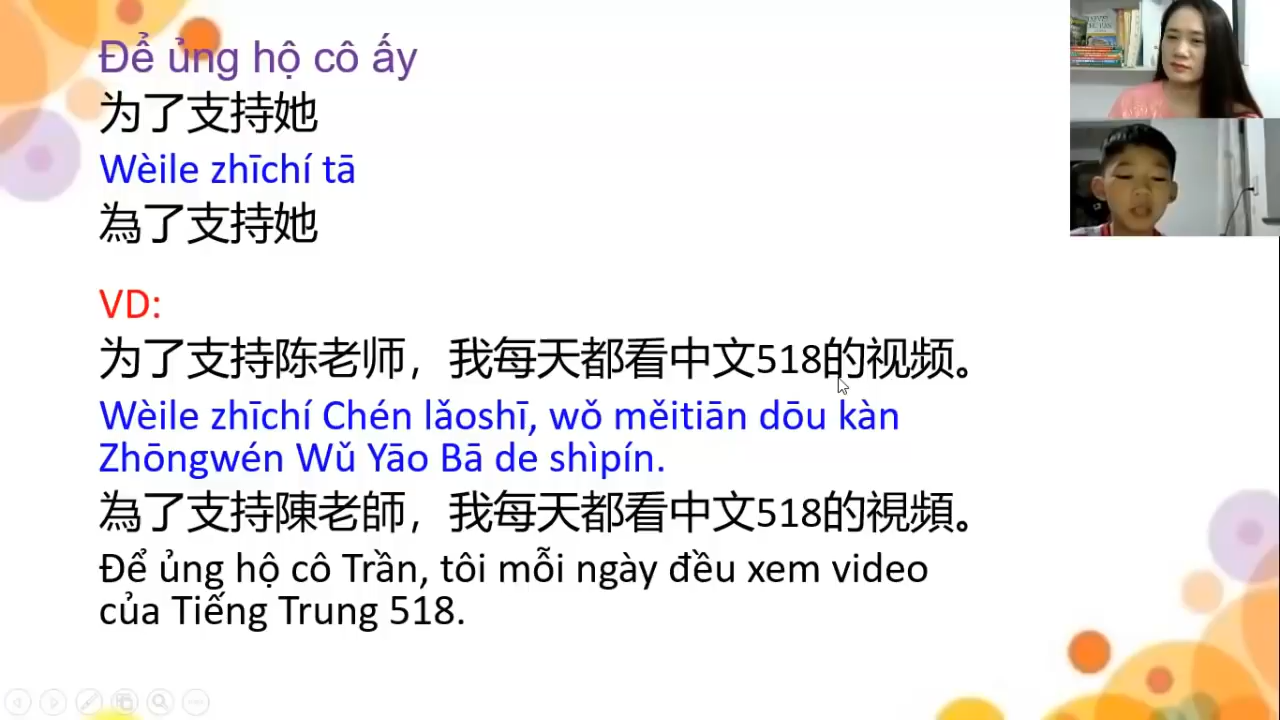 Để ủng hộ cô ấy
为了支持她
Wèile zhīchí tā
為了支持她
VD:
为了支持陈老师，我每天都看中文518的视频。
Wèile zhīchí Chén lǎoshī, wǒ měitiān dōu kàn
Zhōngwén Wǔ Yāo Bā de shìpín.
為了支持陳老師，我每天都看中文518的視頻。
Để ủng hộ cô Trần, tôi mỗi ngày đều xem video
của Tiếng Trung 518.